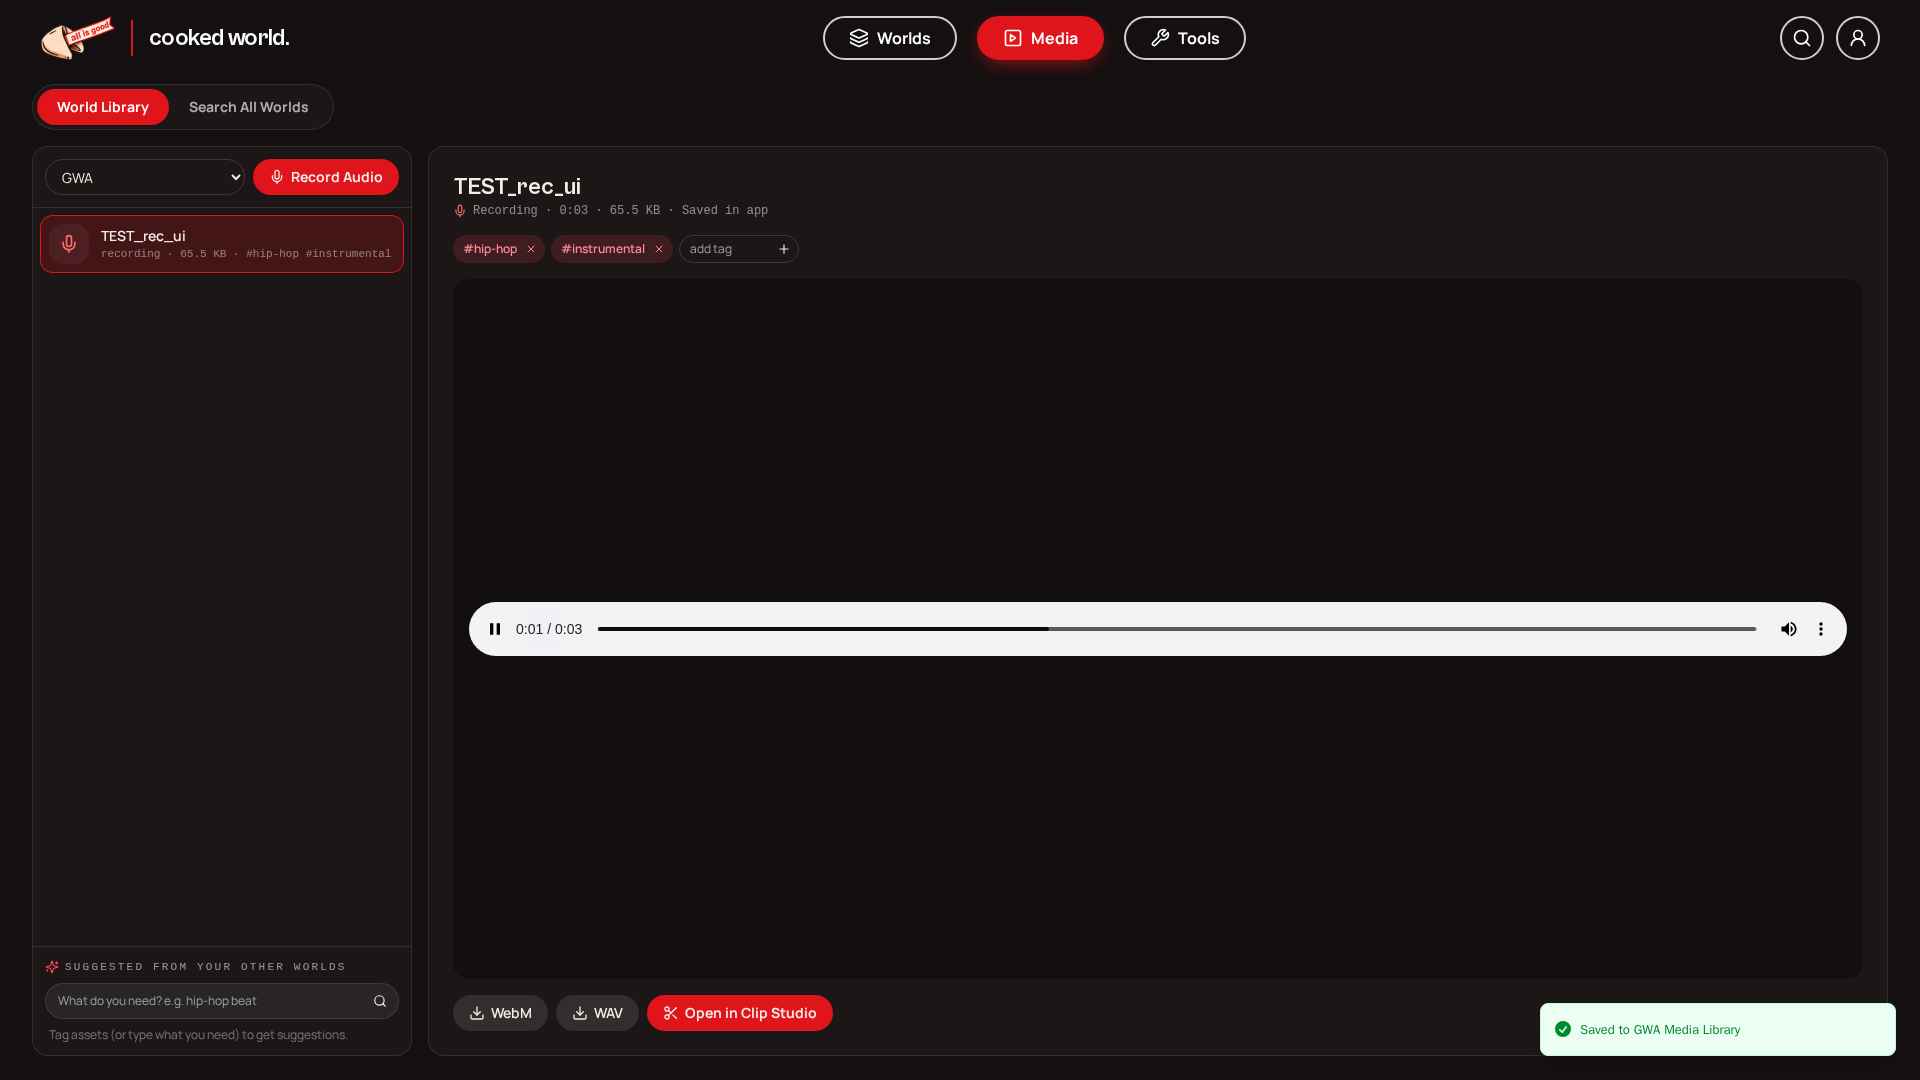 all is good
cooked world.
Worlds
Media
Tools
World Library
Search All Worlds
GWA
Record Audio
TEST_rec_ui
recording · 65.5 KB · #hip-hop #instrumental
TEST_rec_ui
Recording · 0:03 · 65.5 KB · Saved in app
#hip-hop ×
#instrumental ×
add tag +
0:01 / 0:03
SUGGESTED FROM YOUR OTHER WORLDS
What do you need? e.g. hip-hop beat
Tag assets (or type what you need) to get suggestions.
WebM
WAV
Open in Clip Studio
Saved to GWA Media Library